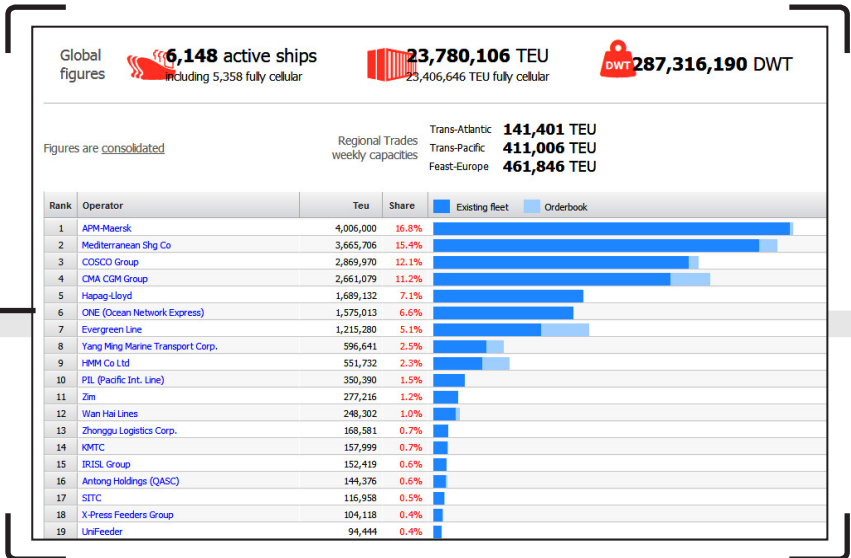 Global figures
6,148 active ships
including 5,358 fully cellular
23,780,106 TEU
23,406,646 TEU fully cellular
DWT
287,316,190 DWT
Figures are consolidated
Regional Trades weekly capacities
Trans-Atlantic 141,401 TEU
Trans-Pacific 411,006 TEU
Feast-Europe 461,846 TEU
Rank Operator Teu Share Existing fleet Orderbook
1 APM-Maersk 4,006,000 16.8%
2 Mediterranean Shg Co 3,665,706 15.4%
3 COSCO Group 2,869,970 12.1%
4 CMA CGM Group 2,661,079 11.2%
5 Hapag-Lloyd 1,689,132 7.1%
6 ONE (Ocean Network Express) 1,575,013 6.6%
7 Evergreen Line 1,215,280 5.1%
8 Yang Ming Marine Transport Corp. 596,641 2.5%
9 HMM Co Ltd 551,732 2.3%
10 PIL (Pacific Int. Line) 350,390 1.5%
11 Zim 277,216 1.2%
12 Wan Hai Lines 248,302 1.0%
13 Zhonggu Logistics Corp. 168,581 0.7%
14 KMTC 157,999 0.7%
15 IRISL Group 152,419 0.6%
16 Antong Holdings (QASC) 144,376 0.6%
17 SITC 116,958 0.5%
18 X-Press Feeders Group 104,118 0.4%
19 UniFeeder 94,444 0.4%